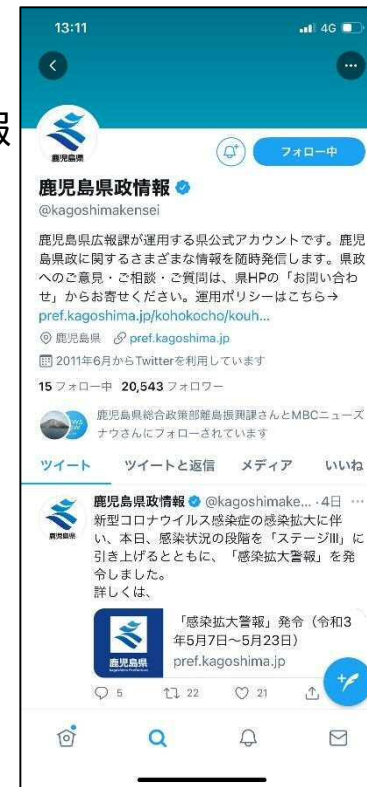 報
13:11
4G
鹿児島県
フォロー中
鹿児島県政情報
@kagoshimakensei
鹿児島県広報課が運用する県公式アカウントです。鹿児
島県政に関するさまざまな情報を随時発信します。県政
へのご意見・ご相談・ご質問は、県HPの「お問い合わ
せ」からお寄せください。運用ポリシーはこちら→
pref.kagoshima.jp/kohokocho/kouh...
鹿児島県 pref.kagoshima.jp
2011年6月からTwitterを利用しています
15 フォロー中 20,543 フォロワー
鹿児島県総合政策部離島振興課さんとMBCニューズ
ナウさんにフォローされています
ツイート ツイートと返信 メディア いいね
鹿児島県政情報 @kagoshimake... ・4日 …
新型コロナウイルス感染症の感染拡大に伴
い、本日、感染状況の段階を「ステージⅢ」に
引き上げるとともに、「感染拡大警報」を発
令しました。
詳しくは、
鹿児島県
「感染拡大警報」発令（令和3
年5月7日〜5月23日）
pref.kagoshima.jp
鹿児島県
5 22 21